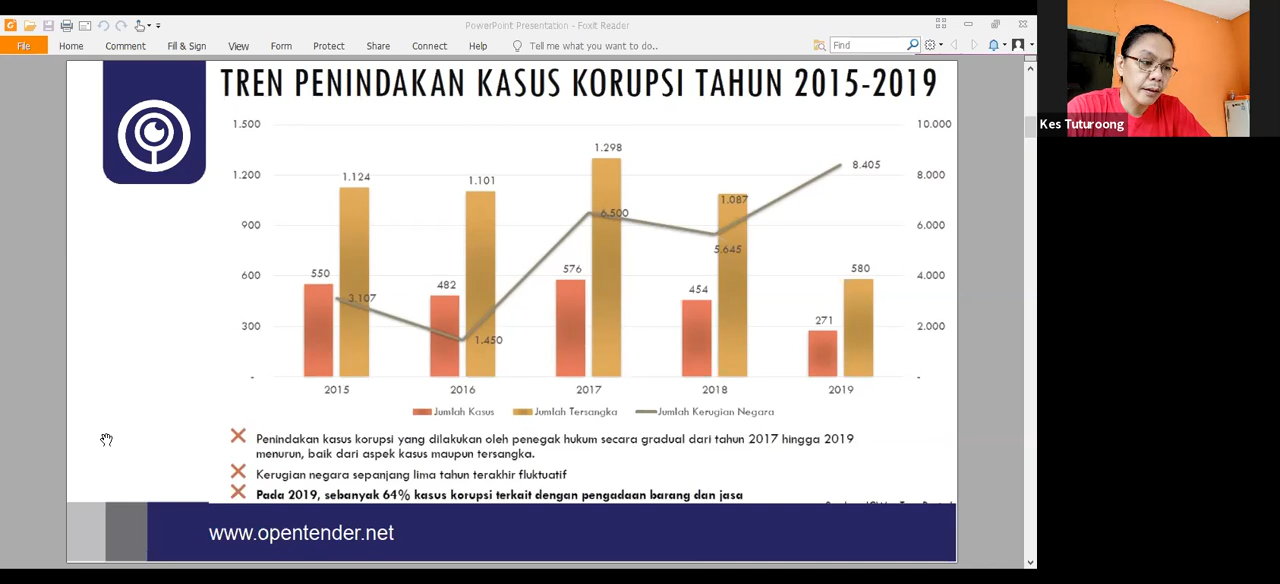 PowerPoint Presentation - Foxit Reader
File Home Comment Fill & Sign View Form Protect Share Connect Help Tell me what you want to do.. Find
Kes Tuturoong
TREN PENINDAKAN KASUS KORUPSI TAHUN 2015-2019
1.500 10.000
1.298
1.200 1.124 1.101 1.087 8.405 8.000
900 6.500 5.645 6.000
600 550 482 576 454 580 4.000
3.107
300 1.450 271 2.000
- -
2015 2016 2017 2018 2019
Jumlah Kasus Jumlah Tersangka Jumlah Kerugian Negara
Penindakan kasus korupsi yang dilakukan oleh penegak hukum secara gradual dari tahun 2017 hingga 2019
menurun, baik dari aspek kasus maupun tersangka.
Kerugian negara sepanjang lima tahun terakhir fluktuatif
Pada 2019, sebanyak 64% kasus korupsi terkait dengan pengadaan barang dan jasa
www.opentender.net